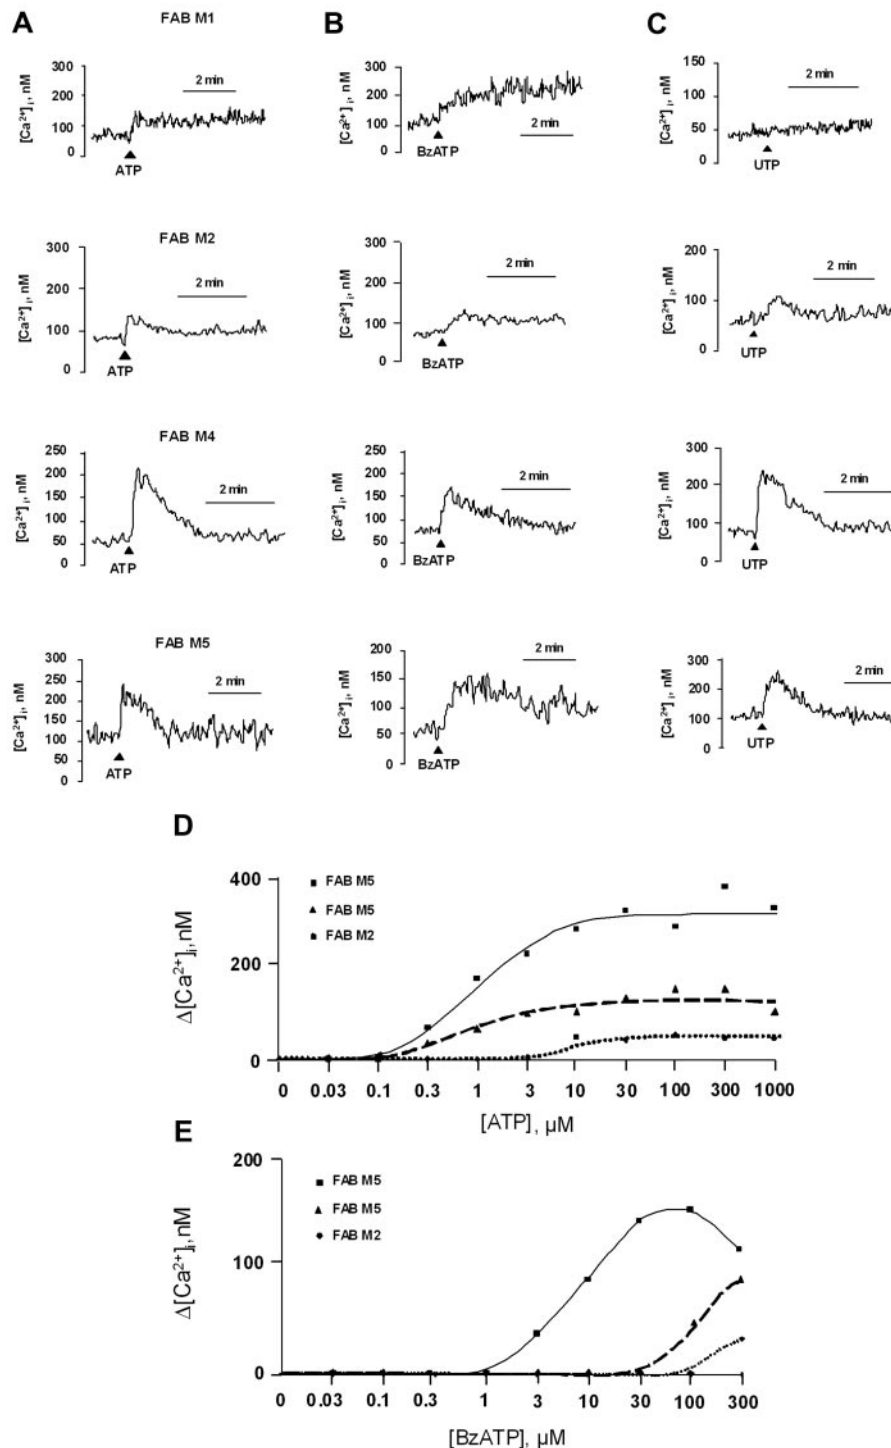 A
FAB M1
B
C
[Ca²⁺]ᵢ, nM
300
200
100
0
2 min
ATP
[Ca²⁺]ᵢ, nM
300
200
100
0
2 min
BzATP
[Ca²⁺]ᵢ, nM
150
100
50
0
2 min
UTP
FAB M2
[Ca²⁺]ᵢ, nM
300
200
100
0
2 min
ATP
[Ca²⁺]ᵢ, nM
300
200
100
0
2 min
BzATP
[Ca²⁺]ᵢ, nM
200
100
0
2 min
UTP
FAB M4
[Ca²⁺]ᵢ, nM
250
200
150
100
50
0
2 min
ATP
[Ca²⁺]ᵢ, nM
250
200
150
100
50
0
2 min
BzATP
[Ca²⁺]ᵢ, nM
300
200
100
0
2 min
UTP
FAB M5
[Ca²⁺]ᵢ, nM
300
250
200
150
100
50
0
2 min
ATP
[Ca²⁺]ᵢ, nM
200
150
100
50
0
2 min
BzATP
[Ca²⁺]ᵢ, nM
300
200
100
0
2 min
UTP
D
Δ[Ca²⁺]ᵢ,nM
400
200
0
FAB M5
FAB M5
FAB M2
0 0.03 0.1 0.3 1 3 10 30 100 300 1000
[ATP], µM
E
Δ[Ca²⁺]ᵢ,nM
200
100
0
FAB M5
FAB M5
FAB M2
0 0.03 0.1 0.3 1 3 10 30 100 300
[BzATP], µM